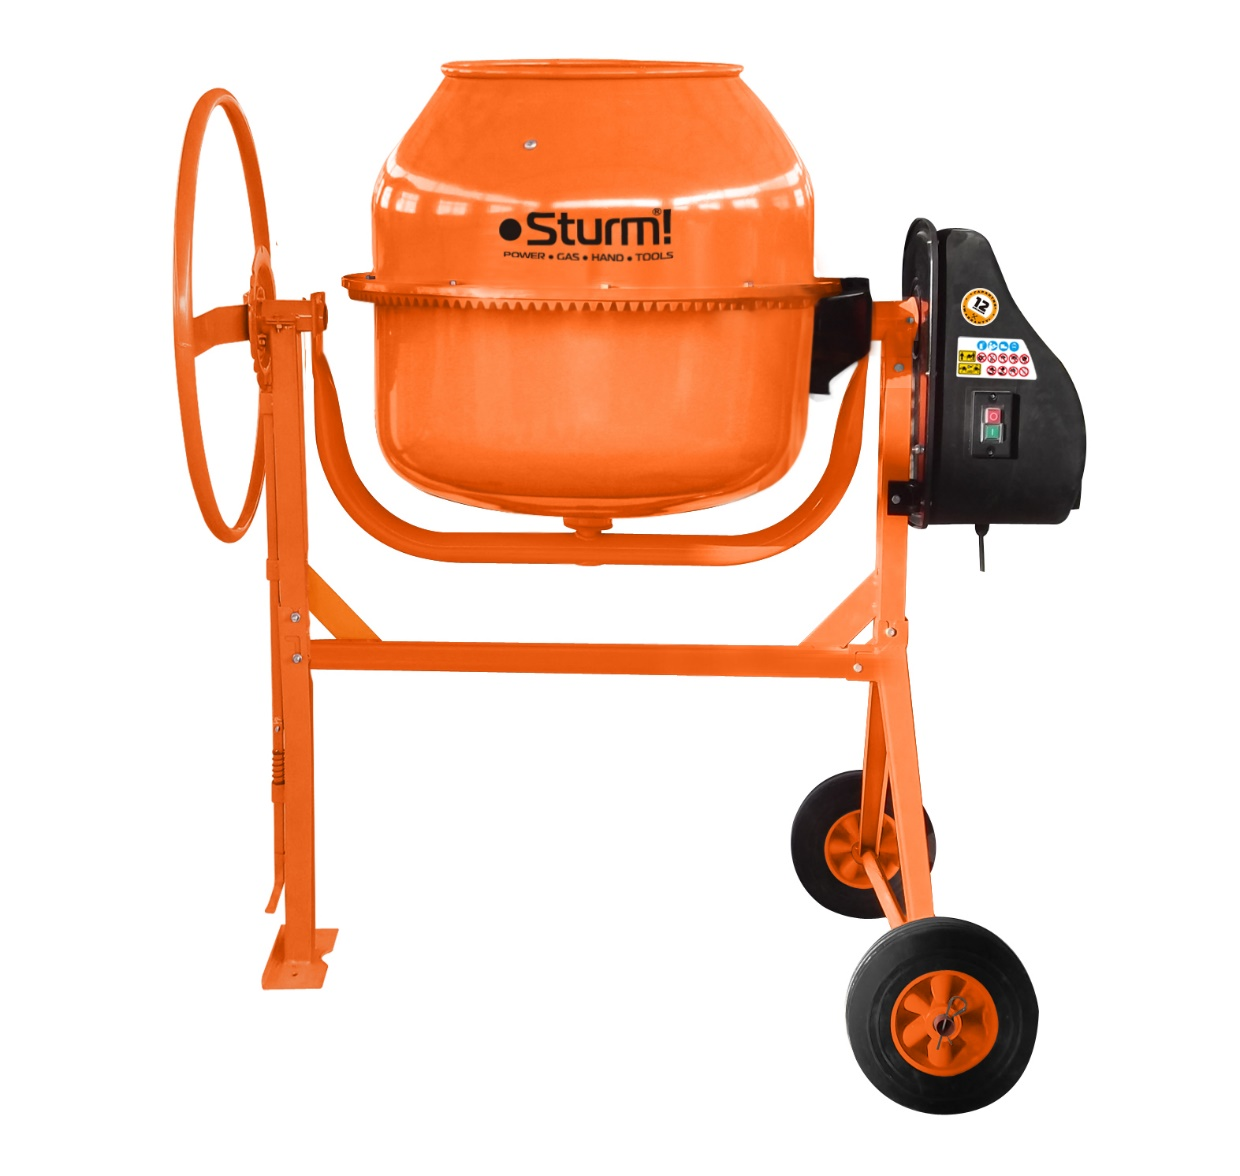 •Sturm!®
POWER • GAS • HAND • TOOLS
12